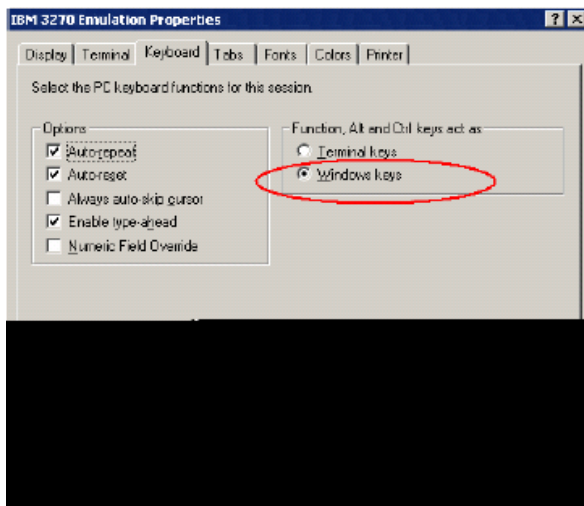 IBM 3270 Emulation Properties
Display Terminal Keyboard Tabs Fonts Colors Printer
Select the PC keyboard functions for this session.
Options
Auto-repeat
Auto-reset
Always auto-skip cursor
Enable type-ahead
Numeric Field Override
Function, Alt and Ctrl keys act as
Terminal keys
Windows keys